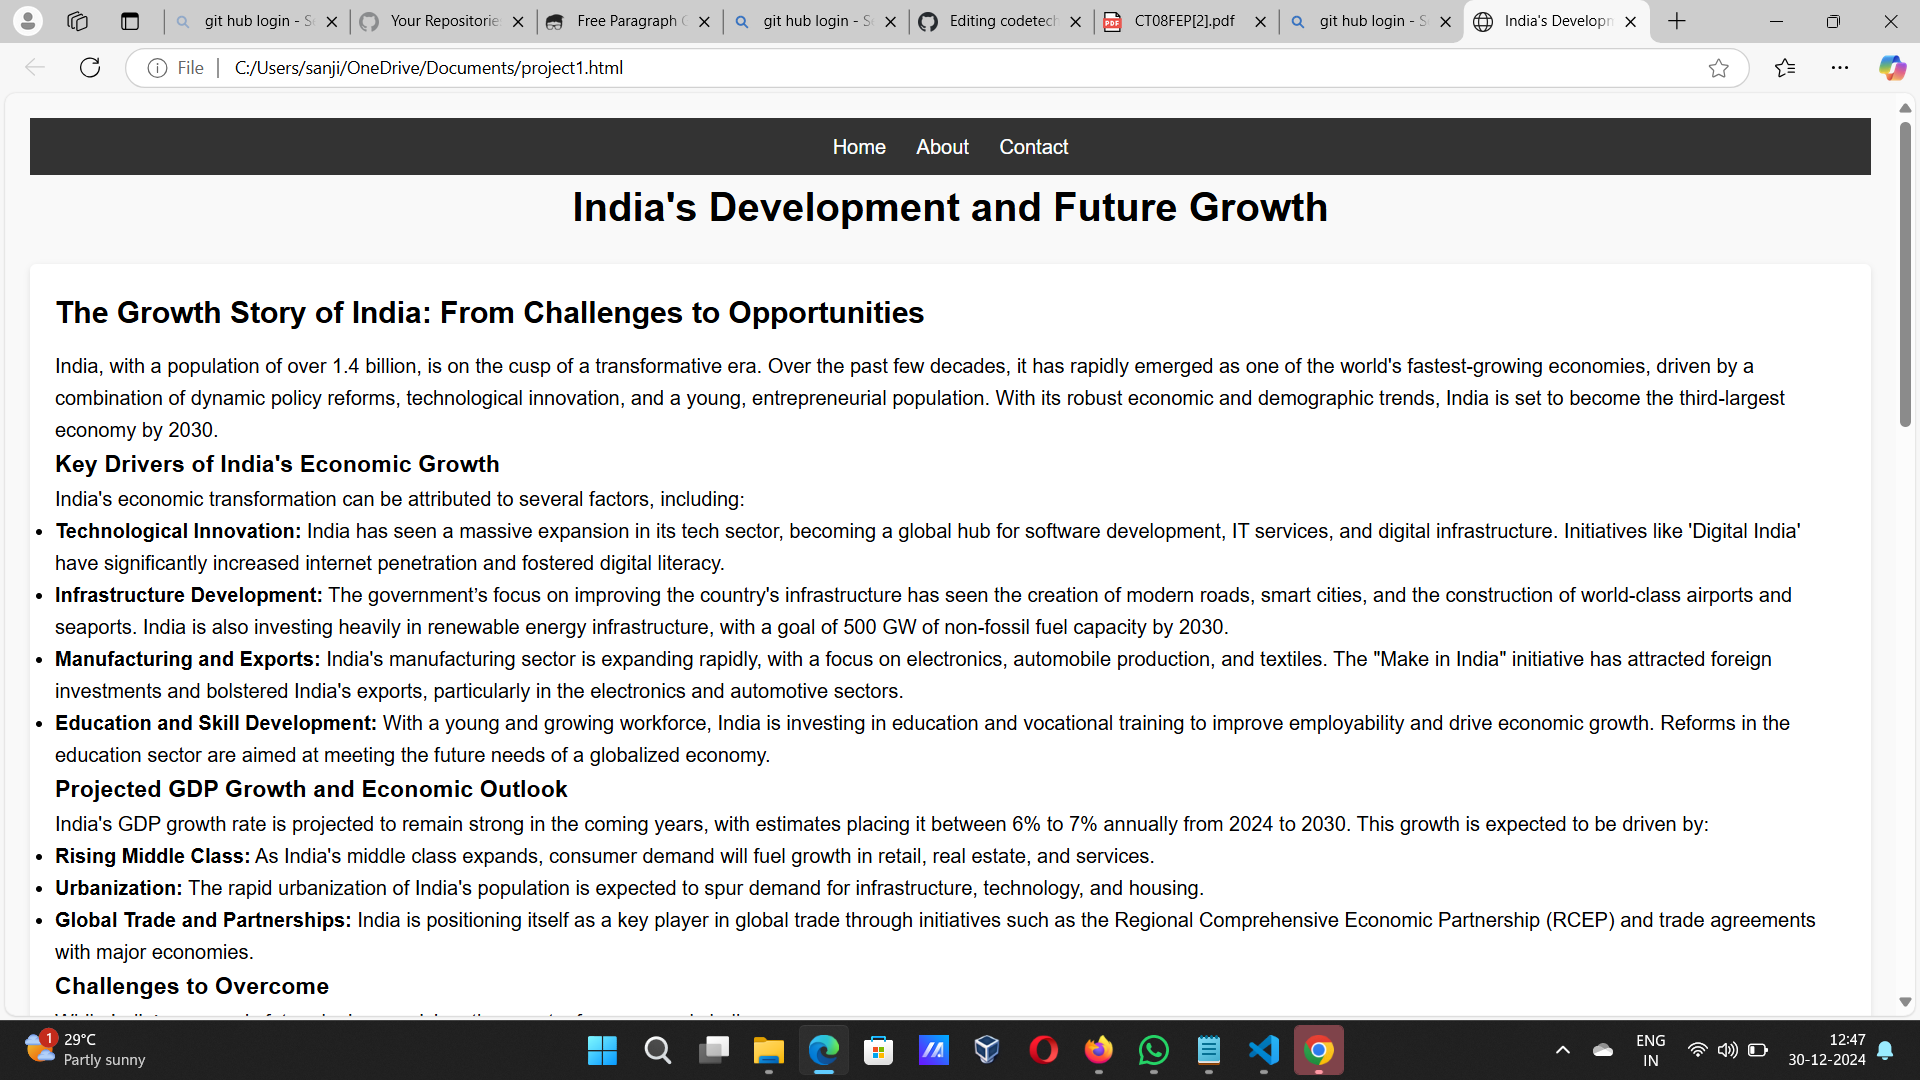 git hub login - S
Your Repositorie
Free Paragraph
git hub login - S
Editing codetech
CT08FEP[2].pdf
git hub login - S
India's Develop
File
C:/Users/sanji/OneDrive/Documents/project1.html
Home About Contact
India's Development and Future Growth
The Growth Story of India: From Challenges to Opportunities
India, with a population of over 1.4 billion, is on the cusp of a transformative era. Over the past few decades, it has rapidly emerged as one of the world's fastest-growing economies, driven by a
combination of dynamic policy reforms, technological innovation, and a young, entrepreneurial population. With its robust economic and demographic trends, India is set to become the third-largest
economy by 2030.
Key Drivers of India's Economic Growth
India's economic transformation can be attributed to several factors, including:
• Technological Innovation: India has seen a massive expansion in its tech sector, becoming a global hub for software development, IT services, and digital infrastructure. Initiatives like 'Digital India'
have significantly increased internet penetration and fostered digital literacy.
• Infrastructure Development: The government’s focus on improving the country's infrastructure has seen the creation of modern roads, smart cities, and the construction of world-class airports and
seaports. India is also investing heavily in renewable energy infrastructure, with a goal of 500 GW of non-fossil fuel capacity by 2030.
• Manufacturing and Exports: India's manufacturing sector is expanding rapidly, with a focus on electronics, automobile production, and textiles. The "Make in India" initiative has attracted foreign
investments and bolstered India's exports, particularly in the electronics and automotive sectors.
• Education and Skill Development: With a young and growing workforce, India is investing in education and vocational training to improve employability and drive economic growth. Reforms in the
education sector are aimed at meeting the future needs of a globalized economy.
Projected GDP Growth and Economic Outlook
India's GDP growth rate is projected to remain strong in the coming years, with estimates placing it between 6% to 7% annually from 2024 to 2030. This growth is expected to be driven by:
• Rising Middle Class: As India's middle class expands, consumer demand will fuel growth in retail, real estate, and services.
• Urbanization: The rapid urbanization of India's population is expected to spur demand for infrastructure, technology, and housing.
• Global Trade and Partnerships: India is positioning itself as a key player in global trade through initiatives such as the Regional Comprehensive Economic Partnership (RCEP) and trade agreements
with major economies.
Challenges to Overcome
1
29°C
Partly sunny
ENG
IN
12:47
30-12-2024